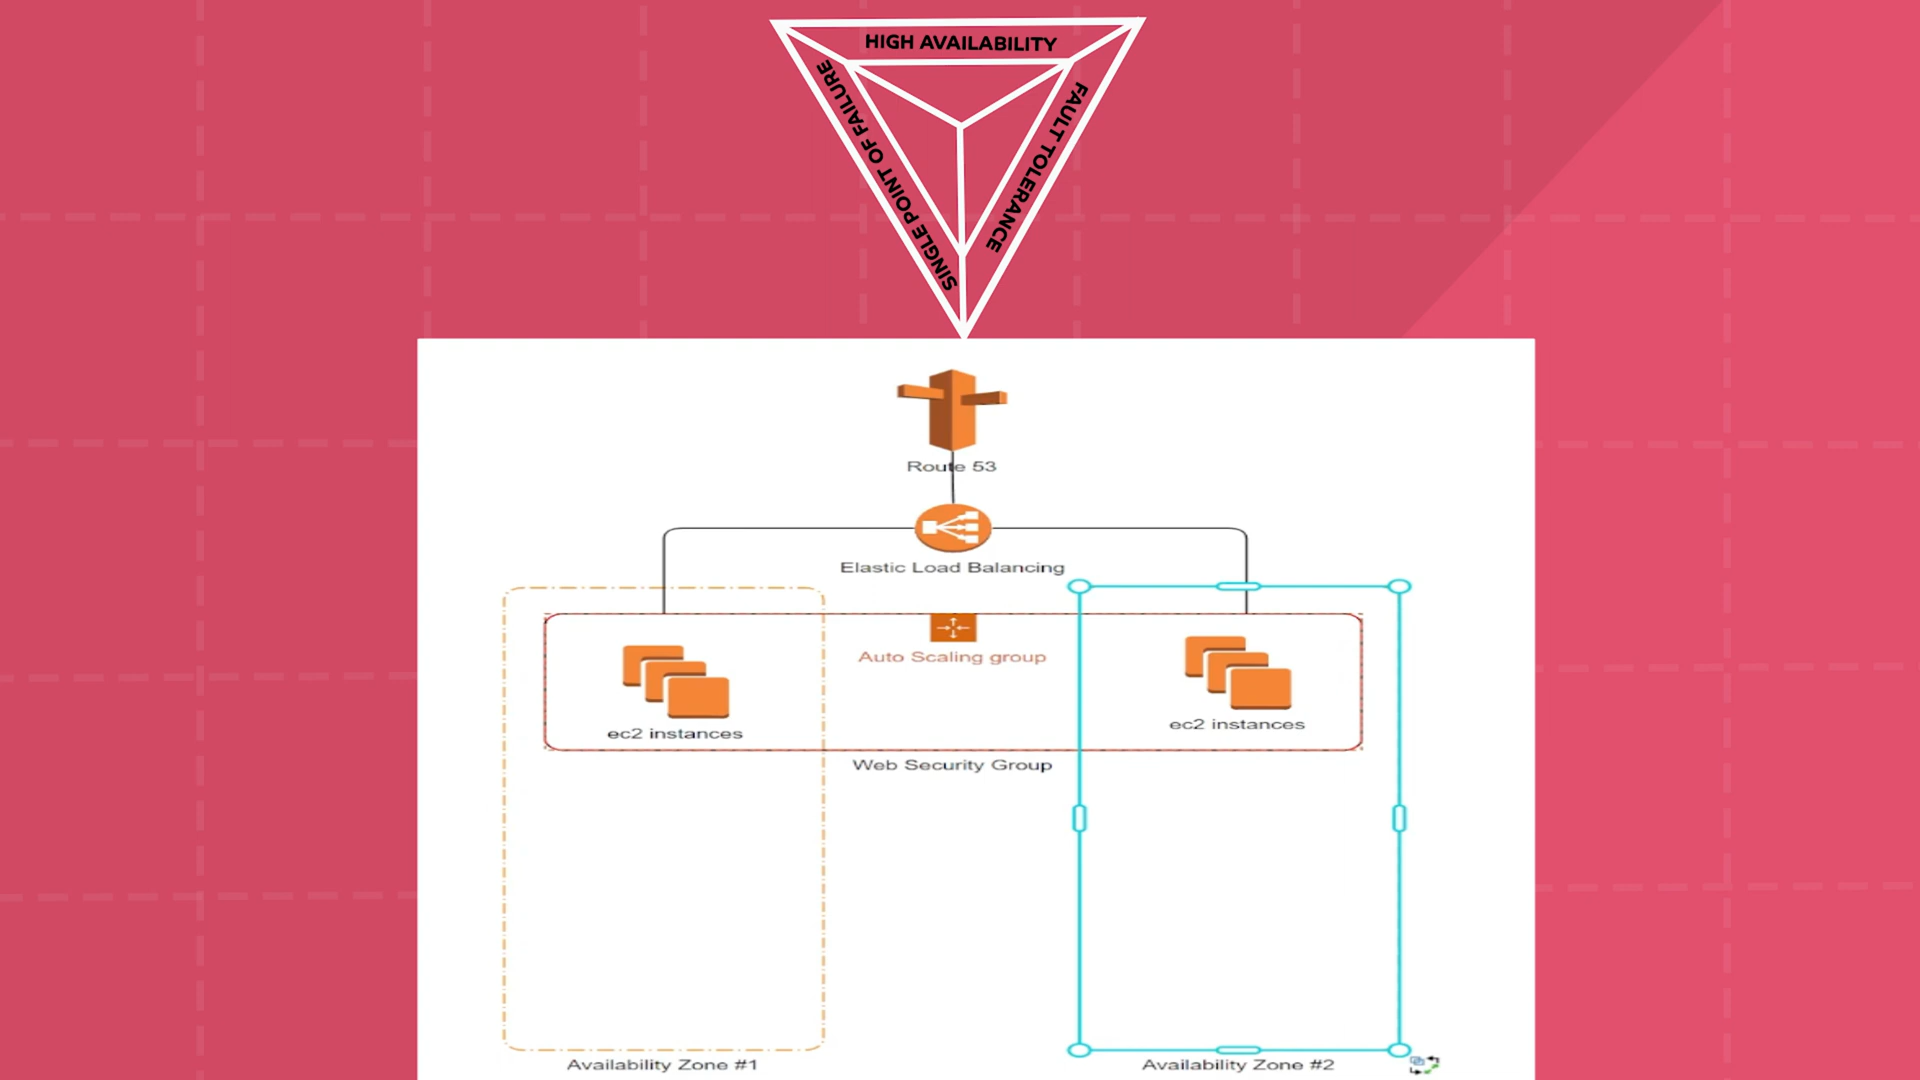 HIGH AVAILABILITY
SINGLE POINT OF FAILURE
FAULT TOLERANCE
Route 53
Elastic Load Balancing
Auto Scaling group
ec2 instances
ec2 instances
Web Security Group
Availability Zone #1
Availability Zone #2